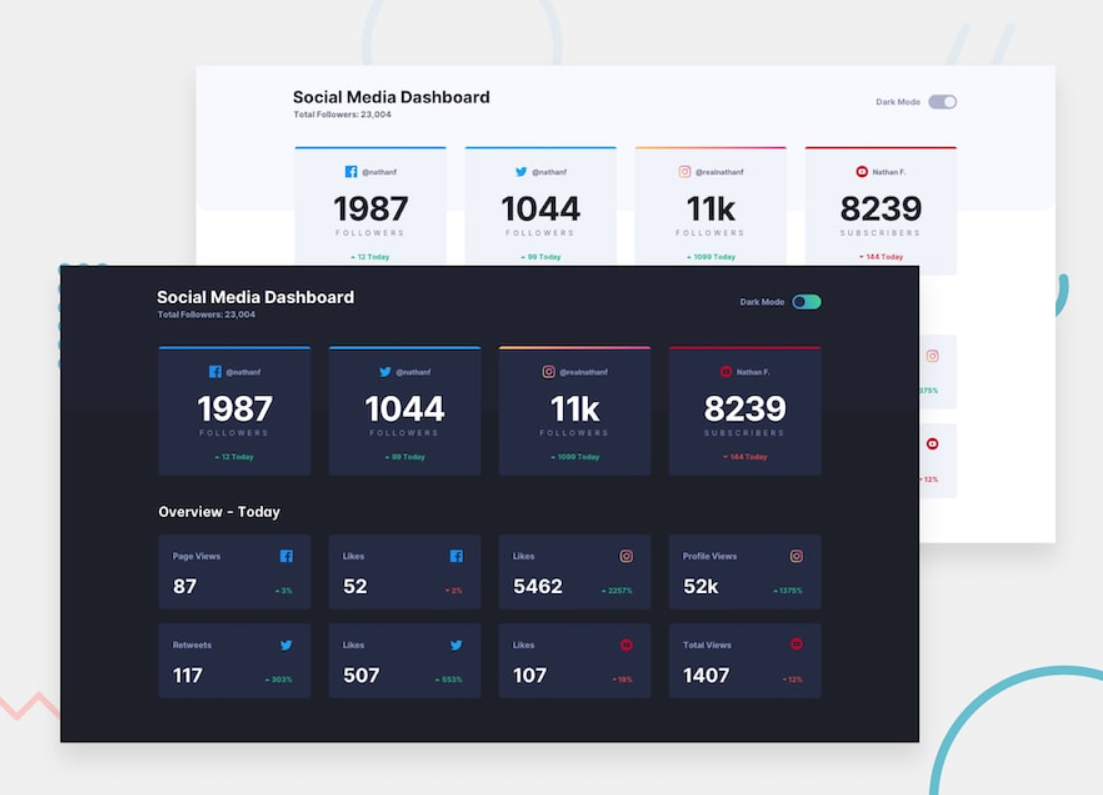 Social Media Dashboard
Total Followers: 23,004
Dark Mode
@nathanf
@nathanf
@realnathanf
Nathan F.
1987
1044
11k
8239
FOLLOWERS
FOLLOWERS
FOLLOWERS
SUBSCRIBERS
12 Today
99 Today
1099 Today
144 Today
375%
12%
Social Media Dashboard
Total Followers: 23,004
Dark Mode
@nathanf
@nathanf
@realnathanf
Nathan F.
1987
1044
11k
8239
FOLLOWERS
FOLLOWERS
FOLLOWERS
SUBSCRIBERS
12 Today
99 Today
1099 Today
144 Today
Overview - Today
Page Views
87
3%
Likes
52
2%
Likes
5462
2257%
Profile Views
52k
1375%
Retweets
117
303%
Likes
507
553%
Likes
107
19%
Total Views
1407
12%